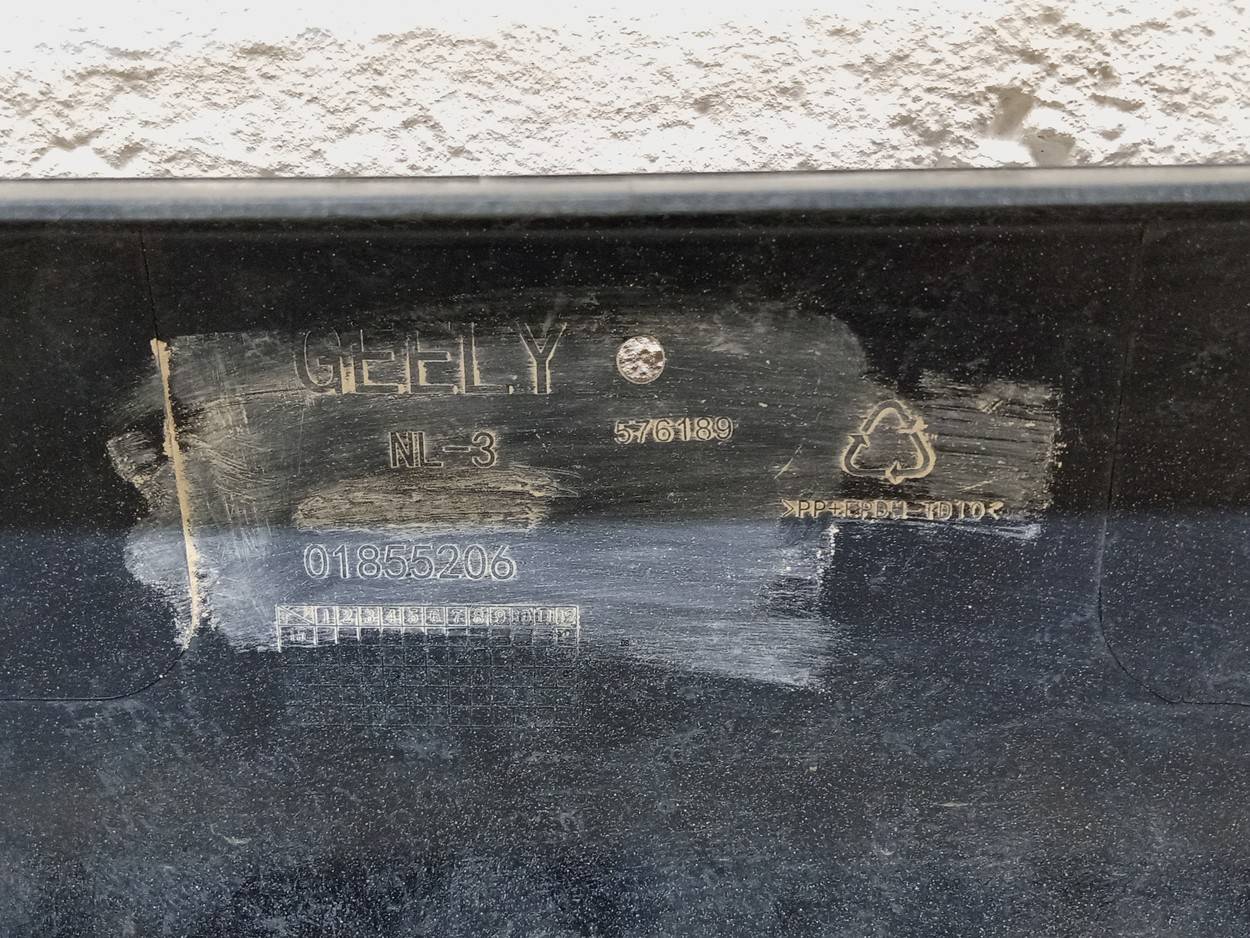 GEELY
NL-3
576189
>PP+EPDM-TD10<
01855206
1 2 3 4 5 6 7 8 9 10 11 12